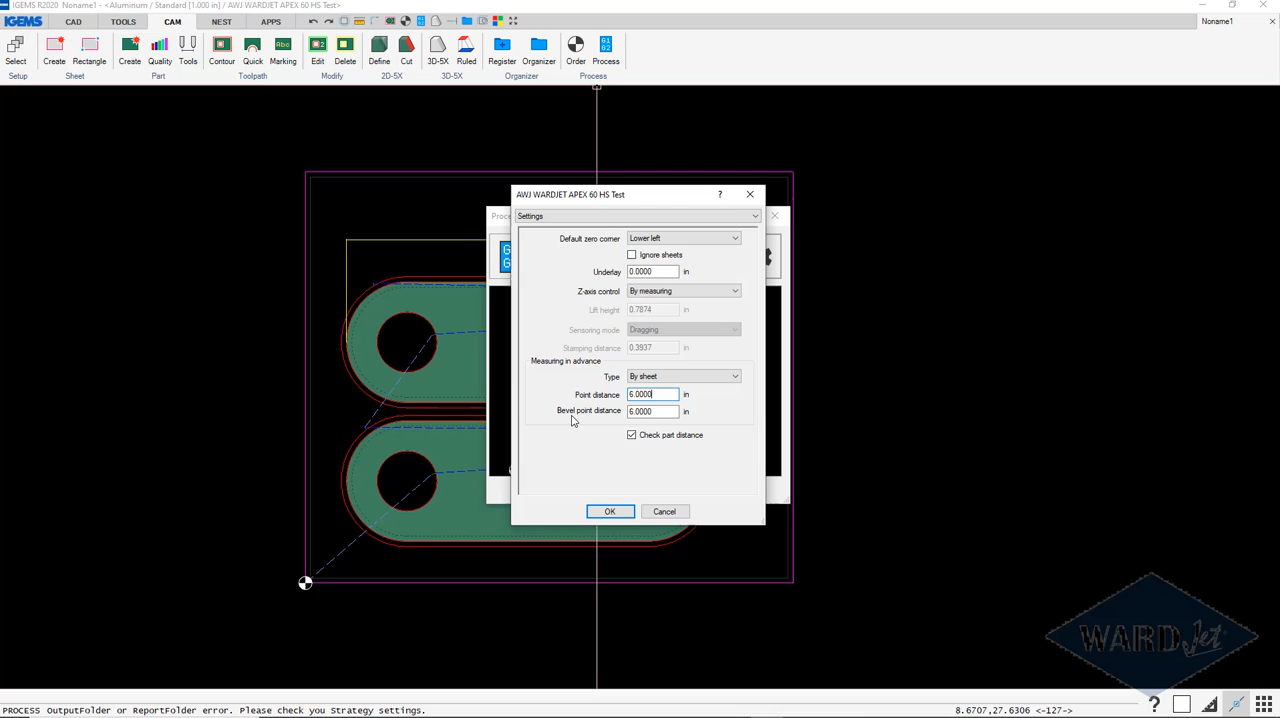 IGEMS R2020 Noname1 - <Aluminum / Standard [1.000 in] / AWJ WARDJET APEX 60 HS Test>
CAD TOOLS CAM NEST APPS Noname1
Select Create Rectangle Create Quality Tools Contour Quick Marking Edit Delete Define Cut 3D-5X Ruled Register Organizer Order Process
Setup Sheet Part Toolpath Modify 2D-5X 3D-5X Organizer Process
AWJ WARDJET APEX 60 HS Test ?
Settings
Default zero corner Lower left
Ignore sheets
Underlay 0.0000 in
Z-axis control By measuring
Lift height 0.7874 in
Sensoring mode Dragging
Stamping distance 0.3937 in
Measuring in advance
Type By sheet
Point distance 6.0000 in
Bevel point distance 6.0000 in
Check part distance
OK Cancel
WARDJet
PROCESS OutputFolder or ReportFolder error. Please check you Strategy settings. 8.6707,27.6306 <-127>